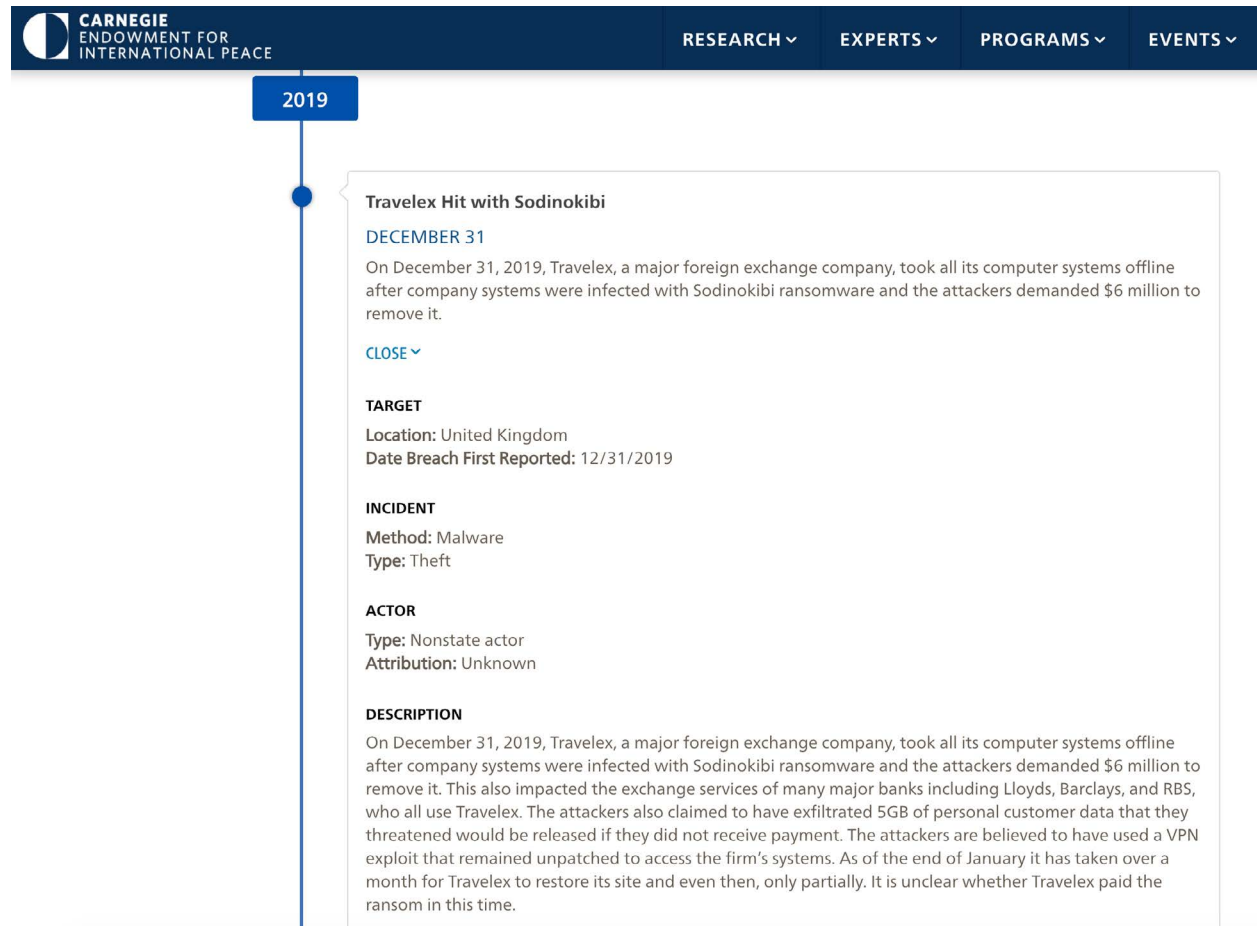 CARNEGIE
ENDOWMENT FOR
INTERNATIONAL PEACE
RESEARCH EXPERTS PROGRAMS EVENTS
2019
Travelex Hit with Sodinokibi
DECEMBER 31
On December 31, 2019, Travelex, a major foreign exchange company, took all its computer systems offline
after company systems were infected with Sodinokibi ransomware and the attackers demanded $6 million to
remove it.
CLOSE
TARGET
Location: United Kingdom
Date Breach First Reported: 12/31/2019
INCIDENT
Method: Malware
Type: Theft
ACTOR
Type: Nonstate actor
Attribution: Unknown
DESCRIPTION
On December 31, 2019, Travelex, a major foreign exchange company, took all its computer systems offline
after company systems were infected with Sodinokibi ransomware and the attackers demanded $6 million to
remove it. This also impacted the exchange services of many major banks including Lloyds, Barclays, and RBS,
who all use Travelex. The attackers also claimed to have exfiltrated 5GB of personal customer data that they
threatened would be released if they did not receive payment. The attackers are believed to have used a VPN
exploit that remained unpatched to access the firm's systems. As of the end of January it has taken over a
month for Travelex to restore its site and even then, only partially. It is unclear whether Travelex paid the
ransom in this time.